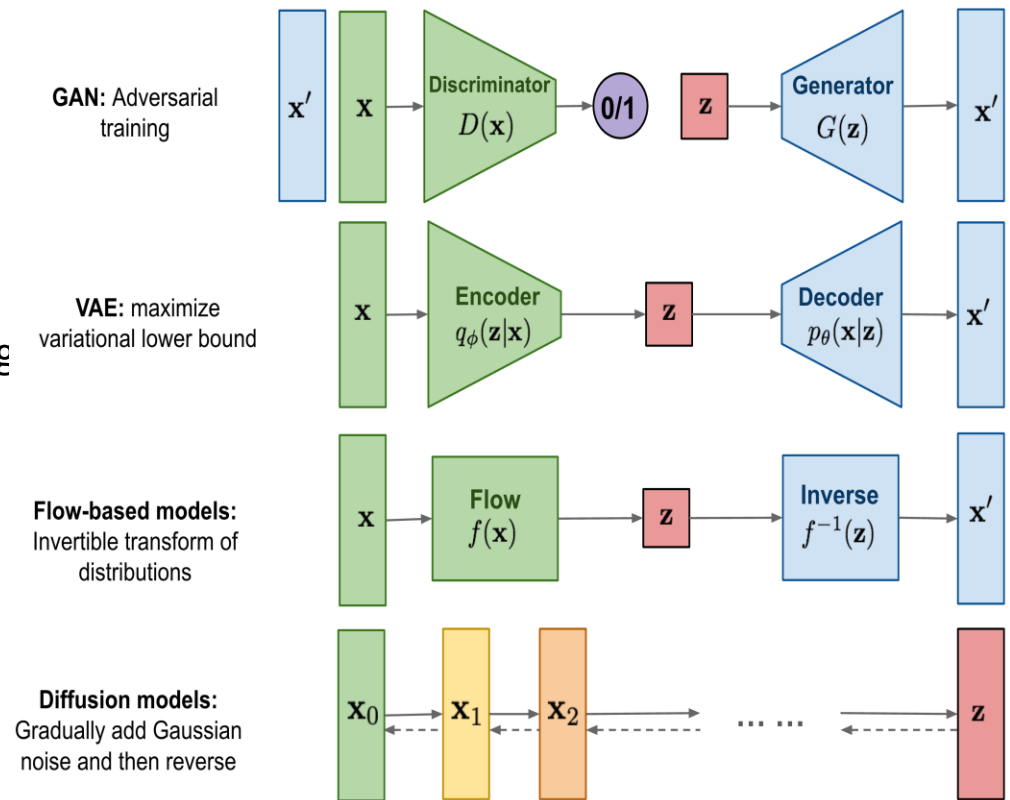 GAN: Adversarial
training
x′
x
Discriminator
D(x)
0/1
z
Generator
G(z)
x′
VAE: maximize
variational lower bound
x
Encoder
qϕ(z|x)
z
Decoder
pθ(x|z)
x′
g
Flow-based models:
Invertible transform of
distributions
x
Flow
f(x)
z
Inverse
f⁻¹(z)
x′
Diffusion models:
Gradually add Gaussian
noise and then reverse
x₀
x₁
x₂
... ...
z